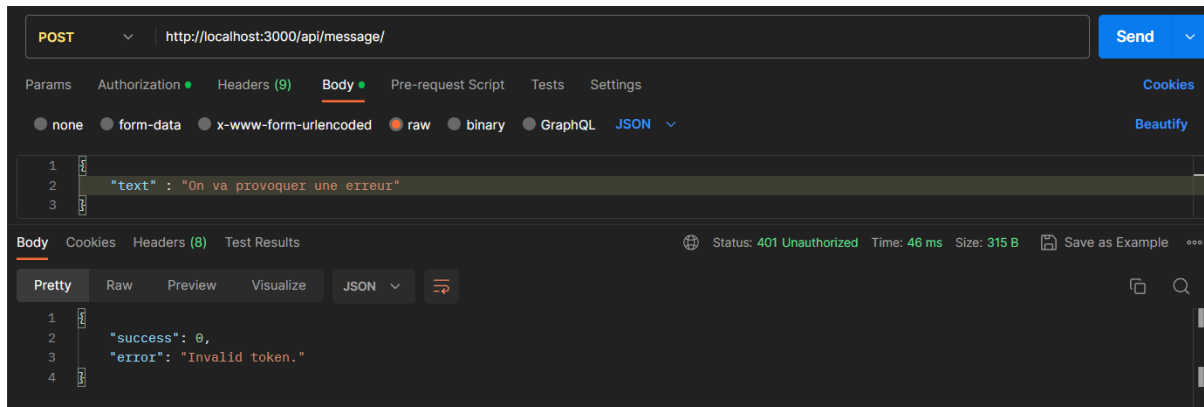 POST http://localhost:3000/api/message/ Send
Params Authorization Headers (9) Body Pre-request Script Tests Settings Cookies
none form-data x-www-form-urlencoded raw binary GraphQL JSON Beautify
1 {
2 "text" : "On va provoquer une erreur"
3 }
Body Cookies Headers (8) Test Results Status: 401 Unauthorized Time: 46 ms Size: 315 B Save as Example
Pretty Raw Preview Visualize JSON
1 {
2 "success": 0,
3 "error": "Invalid token."
4 }